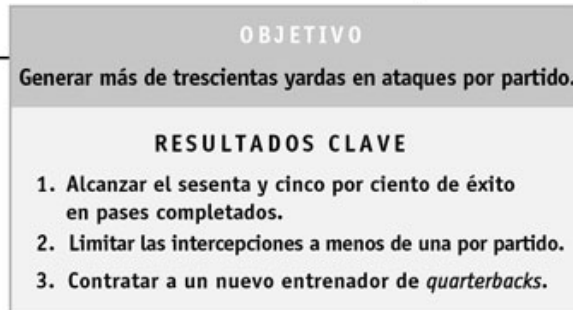 OBJETIVO
Generar más de trescientas yardas en ataques por partido.
RESULTADOS CLAVE
1. Alcanzar el sesenta y cinco por ciento de éxito
en pases completados.
2. Limitar las intercepciones a menos de una por partido.
3. Contratar a un nuevo entrenador de quarterbacks.